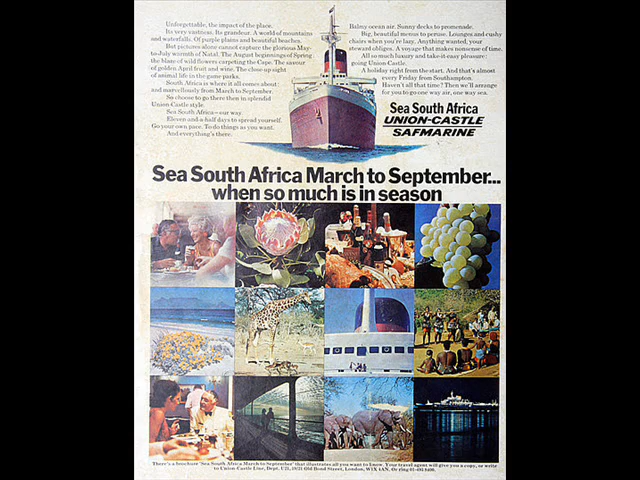 Unforgettable, the impact of the place.
Its very vastness. Its grandeur. A world of mountains
and waterfalls. Of purple plains and beautiful beaches.
But pictures alone cannot capture the glorious May-
to-July warmth of Natal. The August beginnings of Spring
the blaze of wild flowers carpeting the Cape. The savour
of golden April fruit and wine. The close-up sight
of animal life in the game parks.
South Africa is where it all comes about
and marvellously from March to September.
So choose to go there then in splendid
Union-Castle style.
Sea South Africa—our way.
Eleven-and-a-half days to spread yourself.
Go your own pace. To do things as you want.
And everything's there.
Balmy ocean air. Sunny decks to promenade.
Big, beautiful menus to peruse. Lounges and cushy
chairs when you're lazy. Anything wanted, your
steward obliges. A voyage that makes nonsense of time.
All so much luxury and take-it-easy pleasure:
going Union-Castle.
A holiday right from the start. And that's almost
every Friday from Southampton.
Haven't all that time? Then we'll arrange
for you to go one way air, one way sea.
Sea South Africa
UNION-CASTLE
SAFMARINE
Sea South Africa March to September...
when so much is in season
There's a brochure 'Sea South Africa March to September' that illustrates all you want to know. Your travel agent will give you a copy, or write
to Union-Castle Line, Dept. U21, 19/21 Old Bond Street, London, W1X 4AN. Or ring 01-493 8400.